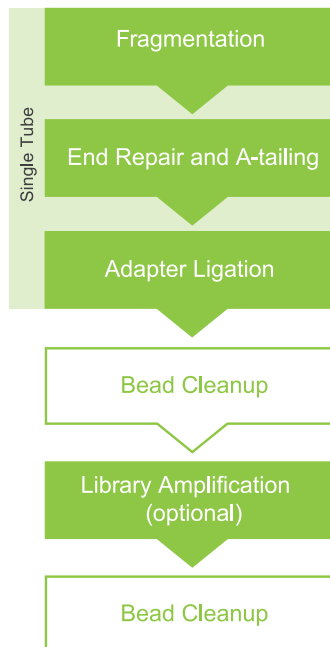 Single Tube
Fragmentation
End Repair and A-tailing
Adapter Ligation
Bead Cleanup
Library Amplification
(optional)
Bead Cleanup